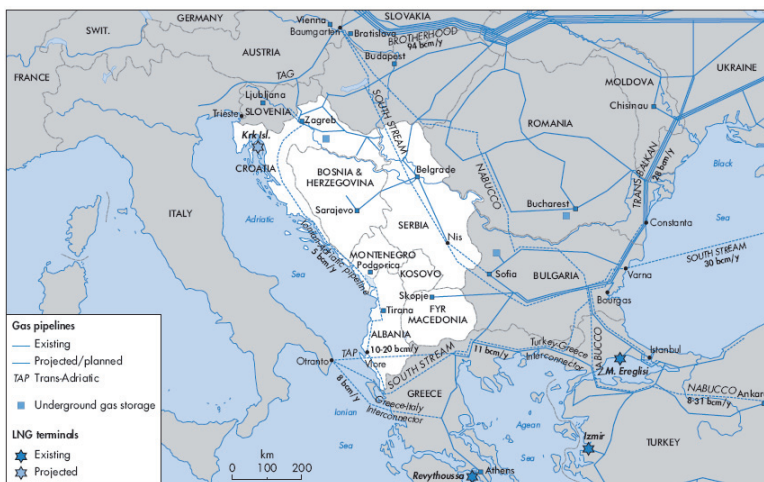 SWIT.
GERMANY
Vienna
Baumgarten
Bratislava
SLOVAKIA
BROTHERHOOD
94 bcm/y
AUSTRIA
Budapest
UKRAINE
MOLDOVA
Chisinau
FRANCE
TAG
Ljubljana
SLOVENIA
Trieste
Zagreb
SOUTH STREAM
ROMANIA
Krk Isl.
CROATIA
BOSNIA &
HERZEGOVINA
Belgrade
NABUCCO
TRANS BALKAN
28 bcm/y
Black
Sarajevo
Bucharest
ITALY
Adriatic
SERBIA
Constanta
Sea
Ionian-Adriatic pipeline
5 bcm/y
Nis
Sea
MONTENEGRO
Podgorica
KOSOVO
Sofia
BULGARIA
Varna
SOUTH STREAM
30 bcm/y
Skopje
FYR
MACEDONIA
Bourgas
Tirana
ALBANIA
NABUCCO
Istanbul
Otranto
TAP
10-20 bcm/y
Vlore
SOUTH STREAM
11 bcm/y
Turkey-Greece
Interconnector
M. Ereglisi
8 bcm/y
GREECE
NABUCCO
8-31 bcm/y
Ankara
Greece-Italy
Interconnector
Ionian
Sea
Agean
Sea
Izmir
TURKEY
Revythoussa
Athens
Gas pipelines
Existing
Projected/planned
TAP Trans-Adriatic
Underground gas storage
LNG terminals
Existing
Projected
km
0 100 200